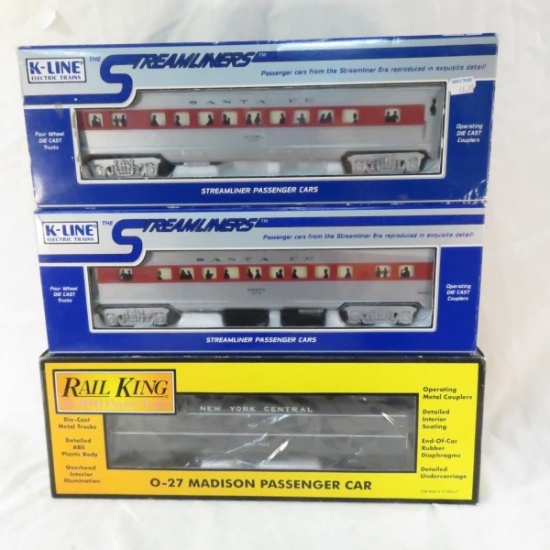 K-LINE
ELECTRIC TRAINS
THE STREAMLINERS™
Passenger cars from the Streamliner Era reproduced in exquisite detail!
SANTA FE
Four Wheel
DIE CAST
Trucks
Operating
DIE CAST
Couplers
STREAMLINER PASSENGER CARS
K-LINE
ELECTRIC TRAINS
THE STREAMLINERS™
Passenger cars from the Streamliner Era reproduced in exquisite detail!
SANTA FE
Four Wheel
DIE CAST
Trucks
Operating
DIE CAST
Couplers
STREAMLINER PASSENGER CARS
RAIL KING
Die-Cast
Metal Trucks
Detailed
ABS
Plastic Body
Overhead
Interior
Illumination
NEW YORK CENTRAL
Operating
Metal Couplers
Detailed
Interior
Seating
End-Of-Car
Rubber
Diaphragms
Detailed
Undercarriage
O-27 MADISON PASSENGER CAR